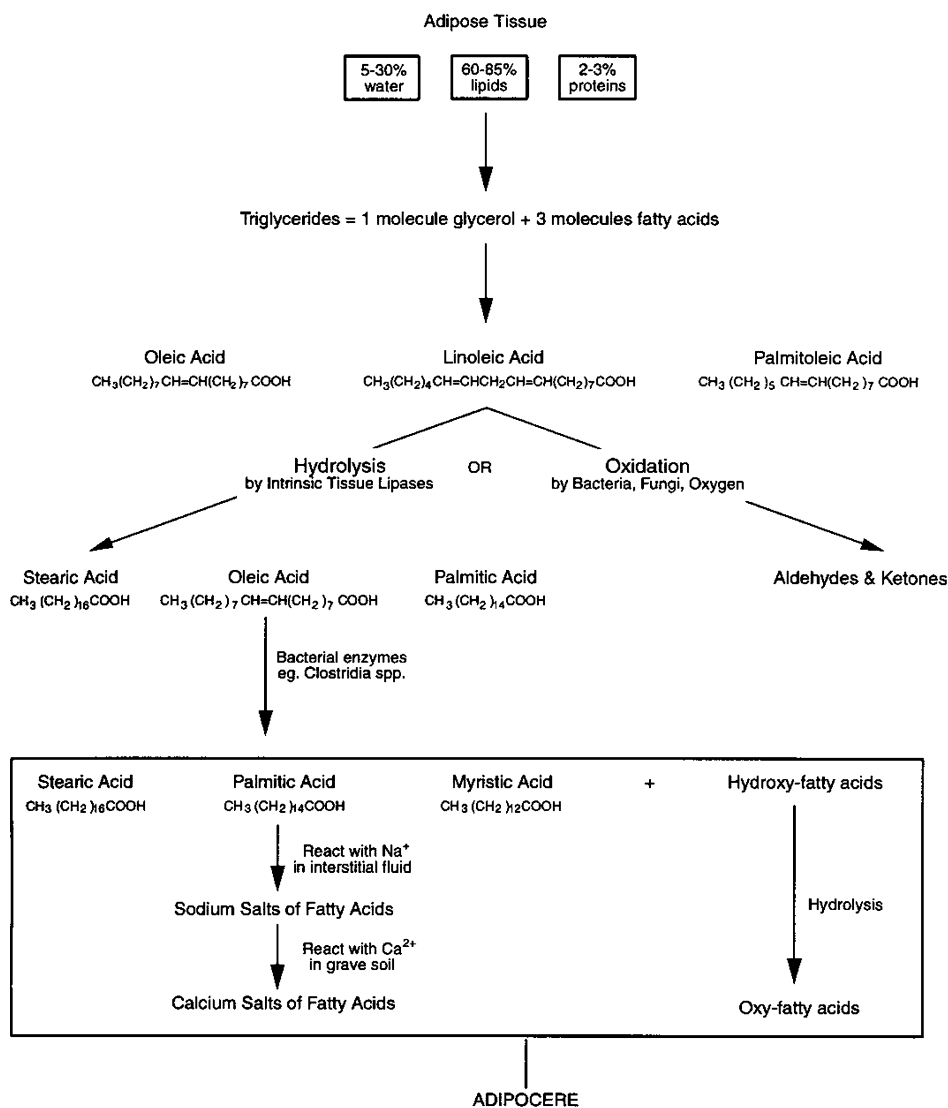 Adipose Tissue
5-30% 60-85% 2-3%
water lipids proteins
Triglycerides = 1 molecule glycerol + 3 molecules fatty acids
Oleic Acid Linoleic Acid Palmitoleic Acid
CH₃(CH₂)₇CH=CH(CH₂)₇COOH CH₃(CH₂)₄CH=CHCH₂CH=CH(CH₂)₇COOH CH₃ (CH₂)₅ CH=CH(CH₂)₇ COOH
Hydrolysis OR Oxidation
by Intrinsic Tissue Lipases by Bacteria, Fungi, Oxygen
Stearic Acid Oleic Acid Palmitic Acid Aldehydes & Ketones
CH₃ (CH₂)₁₆COOH CH₃(CH₂)₇ CH=CH(CH₂)₇ COOH CH₃(CH₂)₁₄COOH
Bacterial enzymes
eg. Clostridia spp.
Stearic Acid Palmitic Acid Myristic Acid + Hydroxy-fatty acids
CH₃ (CH₂)₁₆COOH CH₃(CH₂)₁₄COOH CH₃(CH₂)₁₂COOH
React with Na⁺
in interstitial fluid
Sodium Salts of Fatty Acids Hydrolysis
React with Ca²⁺
in grave soil
Calcium Salts of Fatty Acids Oxy-fatty acids
ADIPOCERE